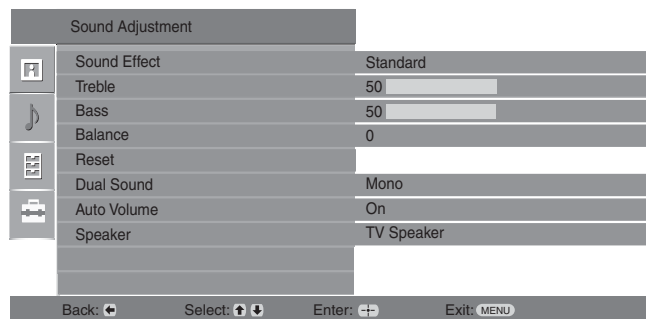 Sound Adjustment
Sound Effect Standard
Treble 50
Bass 50
Balance 0
Reset
Dual Sound Mono
Auto Volume On
Speaker TV Speaker
Back: Select: Enter: Exit: MENU